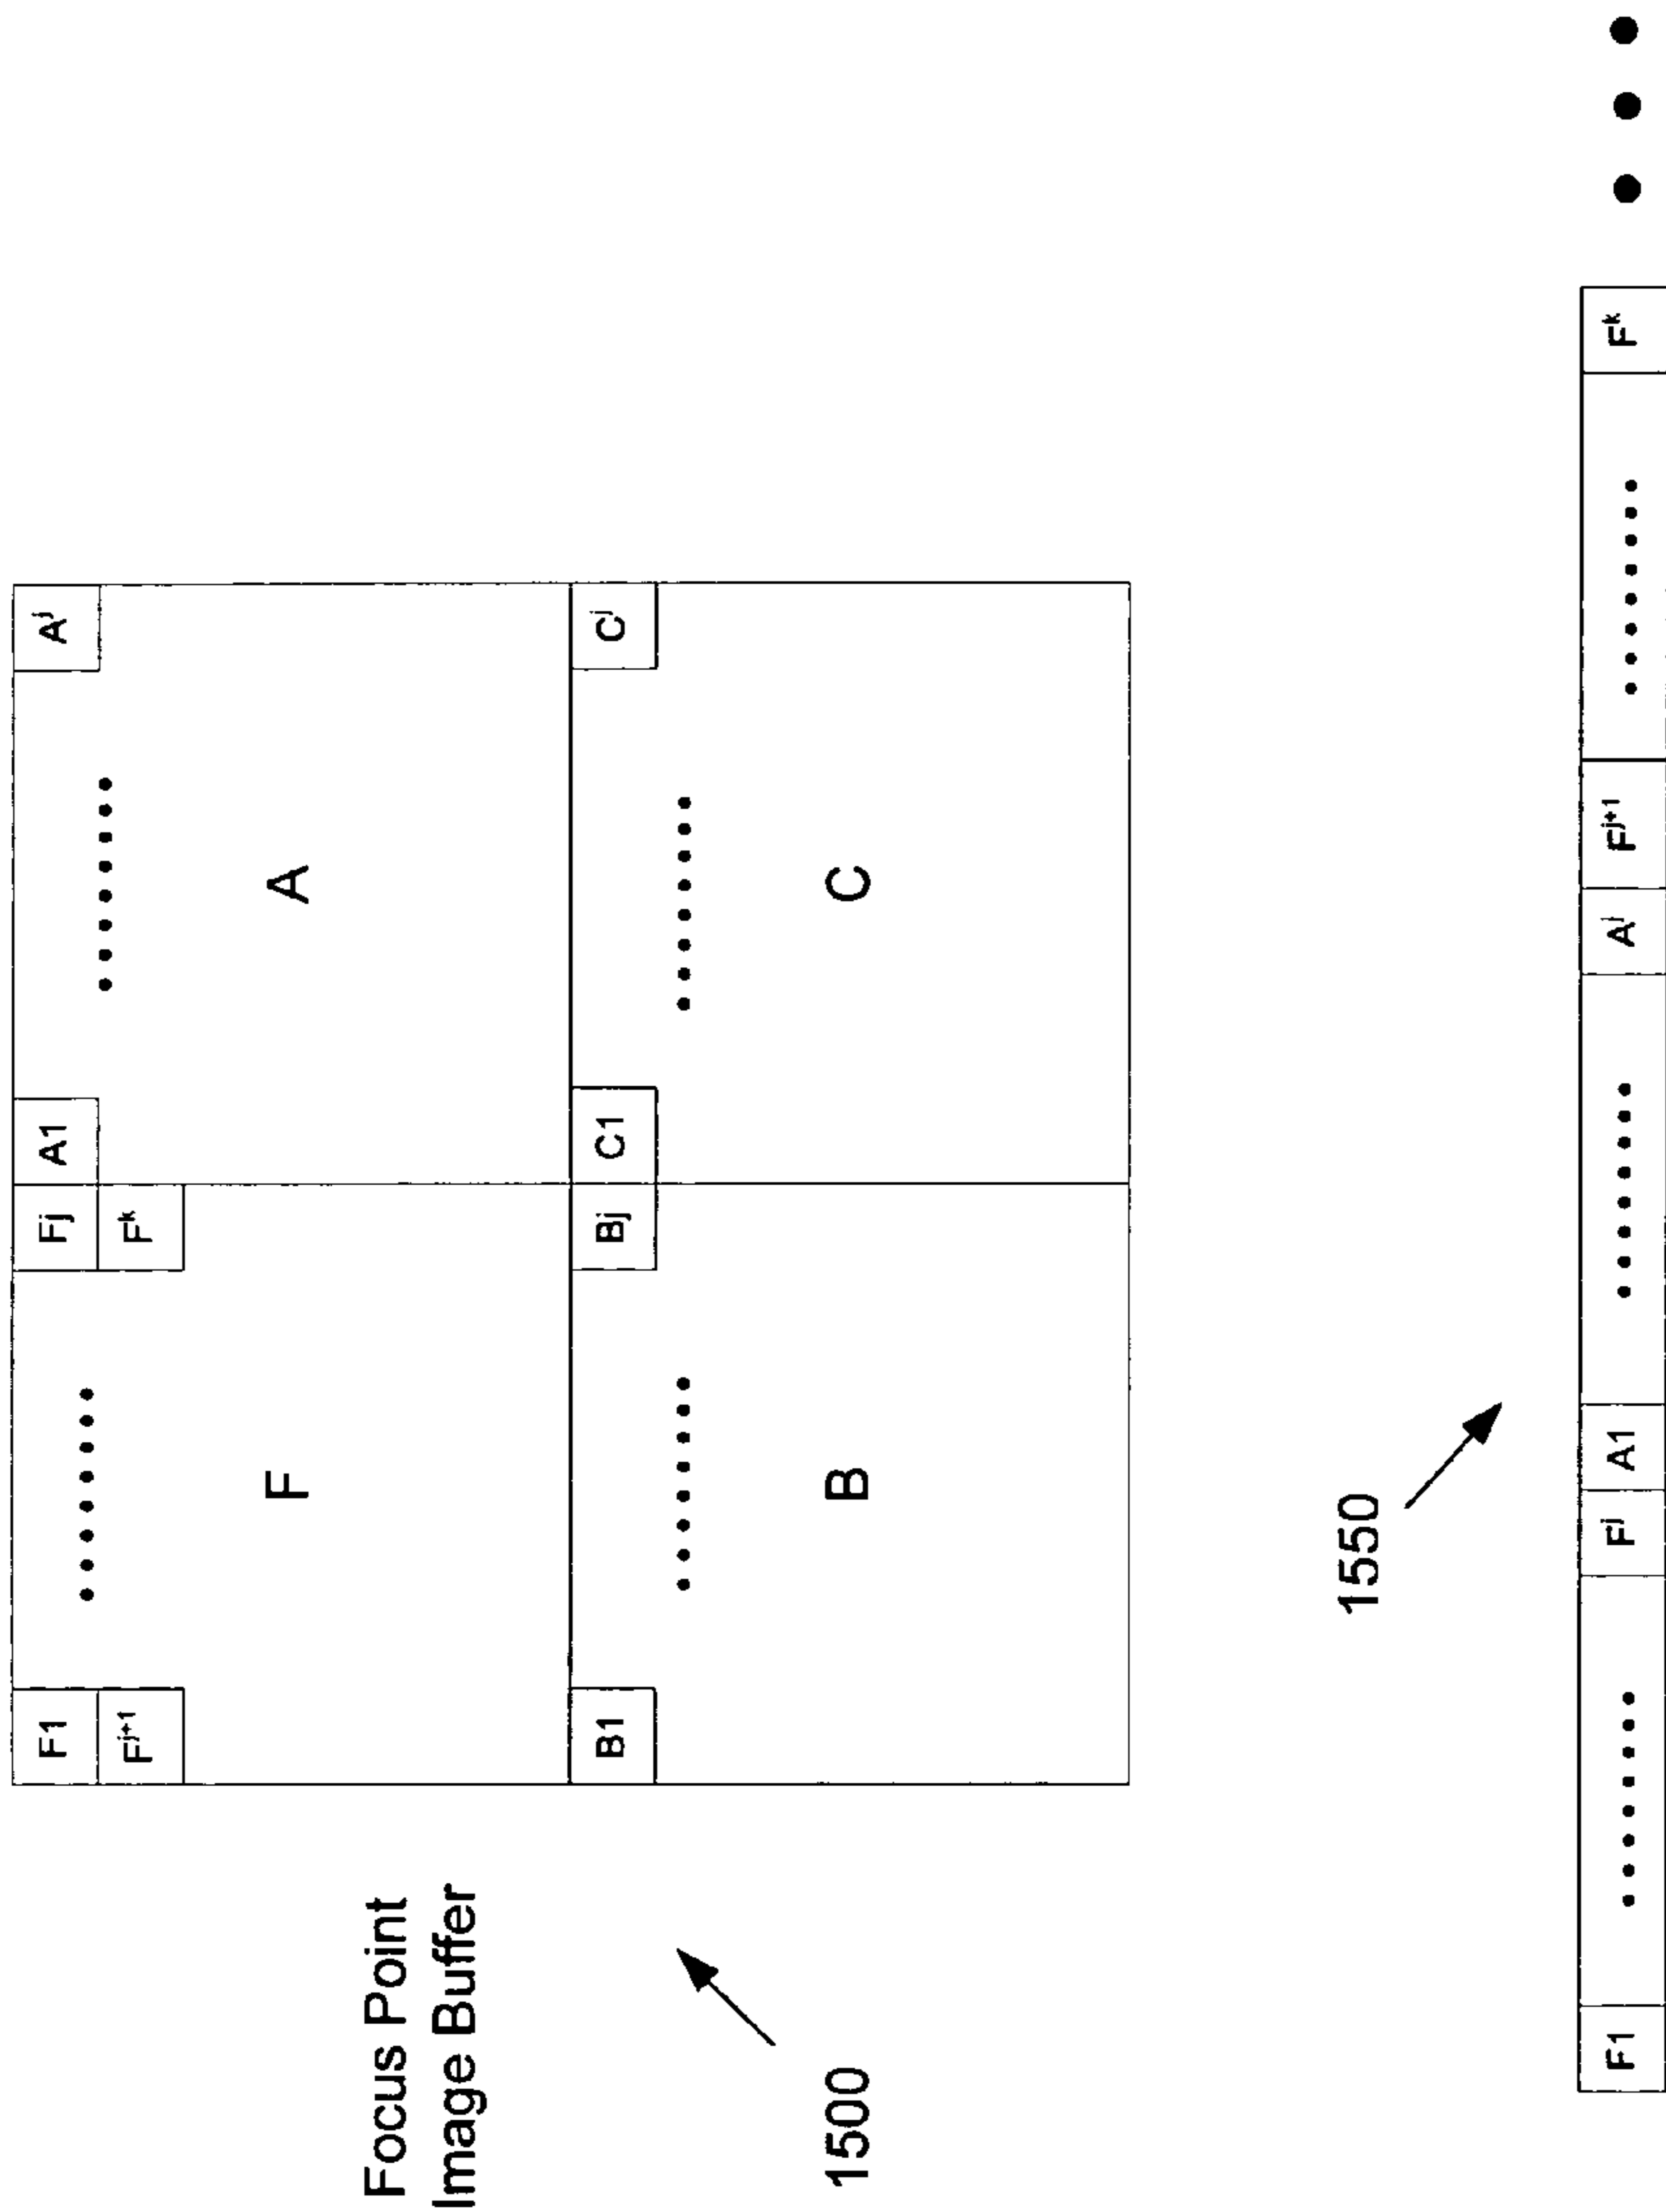 F1 Fj A1 A^j
F^{j+1} F^k
F A
B1 Bj C1 C^j
B C
Focus Point
Image Buffer
1500
1550
F1 F^j A1 A^j F^{j+1} F^k